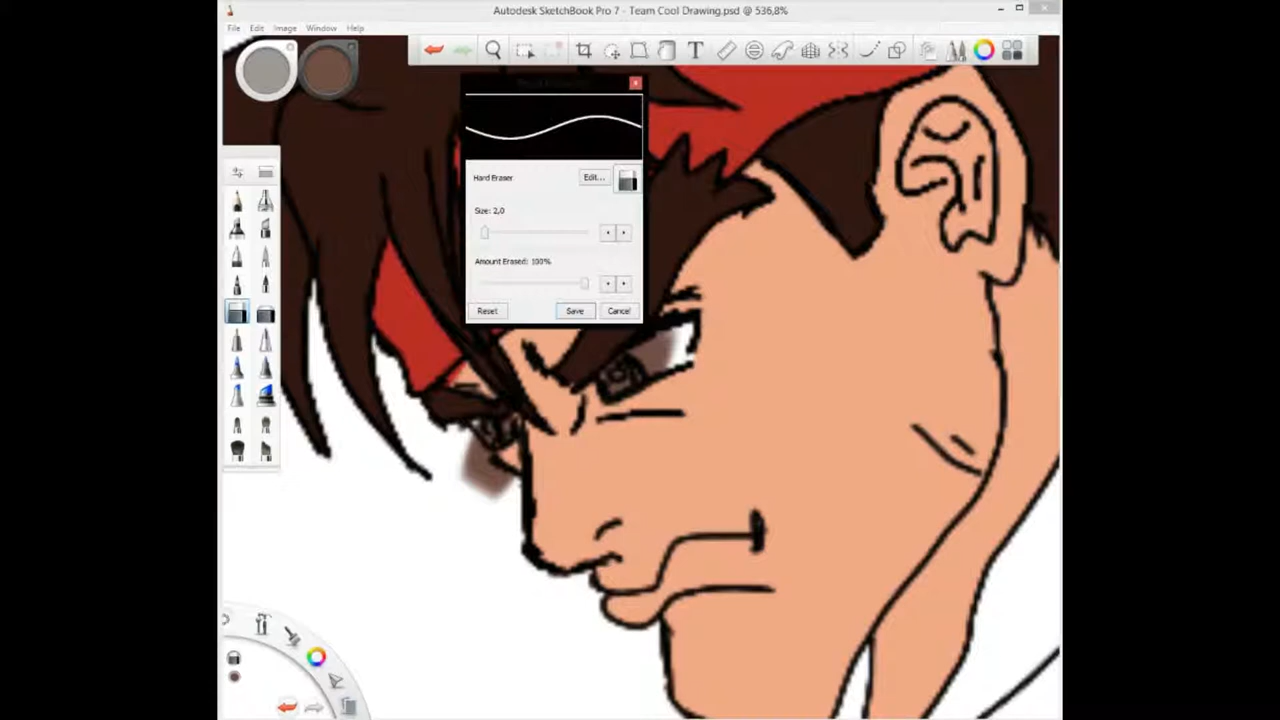 Autodesk SketchBook Pro 7 - Team Cool Drawing.psd @ 536,8%
File Edit Image Window Help
T
Hard Eraser
Edit...
Size: 2,0
Amount Erased: 100%
Reset Save Cancel